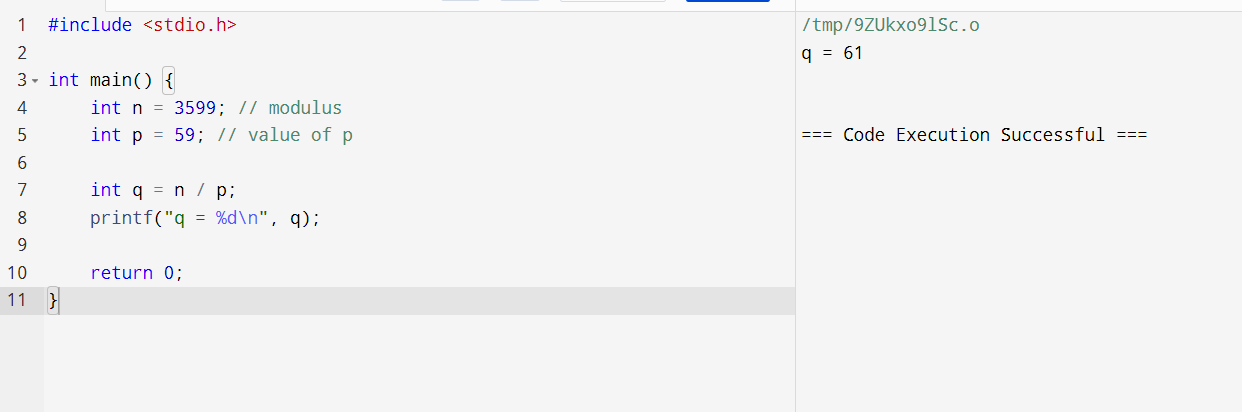 1 #include <stdio.h>
2
3 int main() {
4     int n = 3599; // modulus
5     int p = 59; // value of p
6
7     int q = n / p;
8     printf("q = %d\n", q);
9
10     return 0;
11 }
/tmp/9ZUkxo9lSc.o
q = 61
=== Code Execution Successful ===